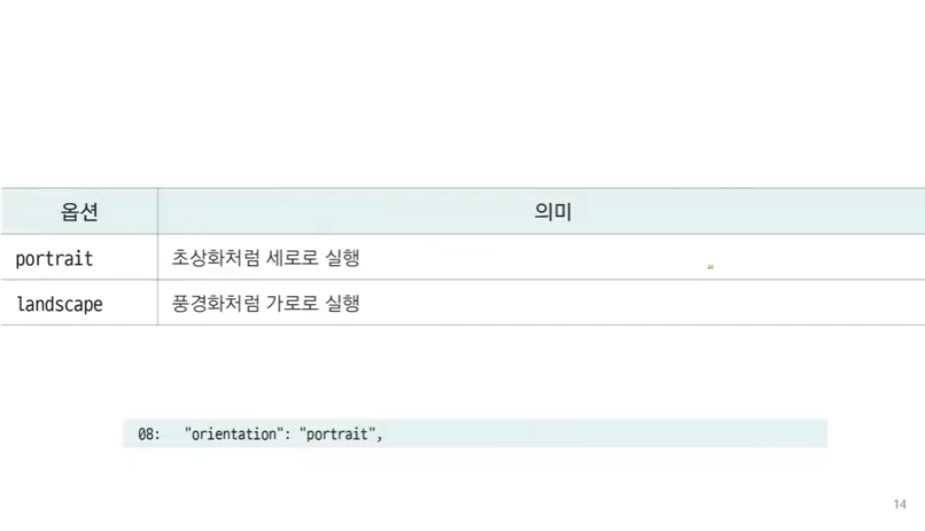 옵션 의미
portrait 초상화처럼 세로로 실행
landscape 풍경화처럼 가로로 실행
08: "orientation": "portrait",
14